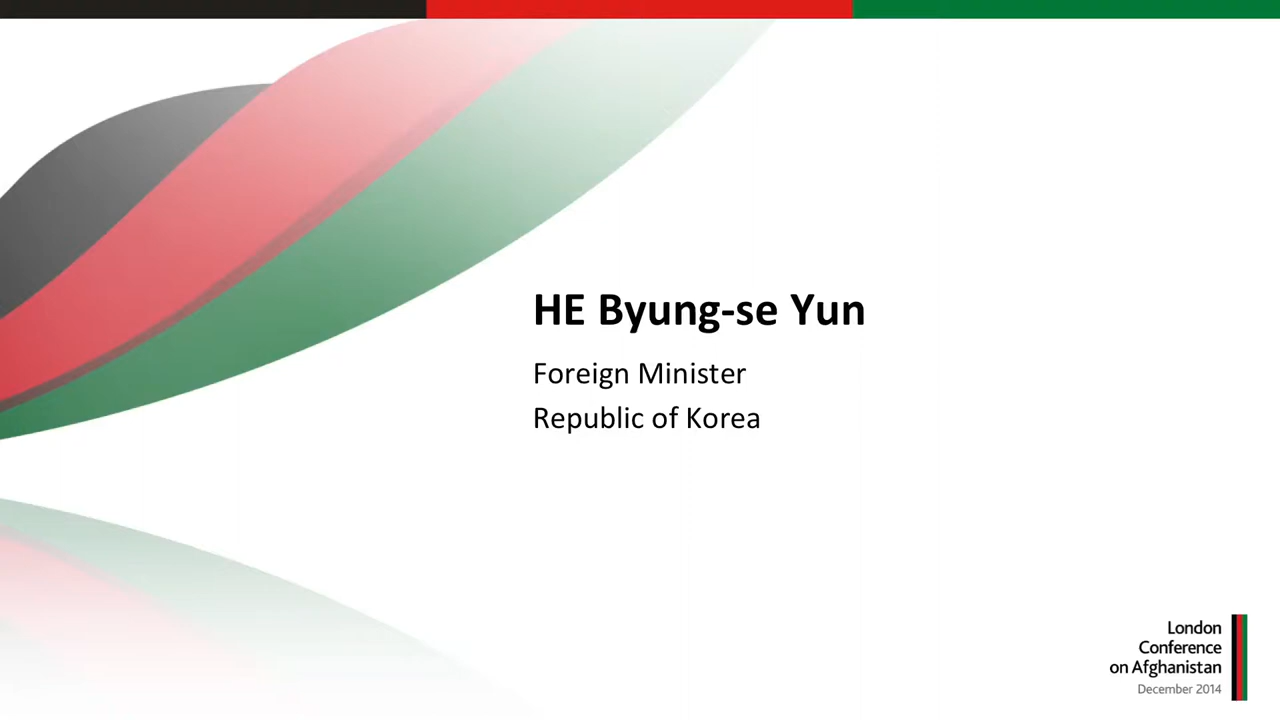 HE Byung-se Yun
Foreign Minister
Republic of Korea
London
Conference
on Afghanistan
December 2014